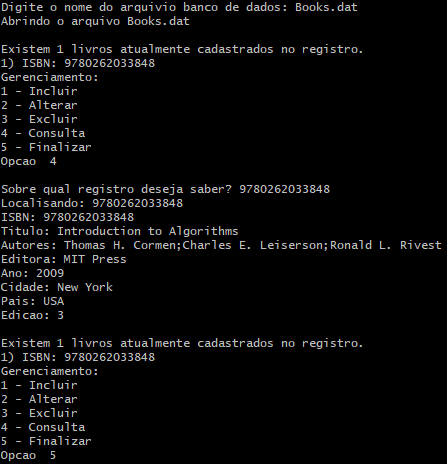 Digite o nome do arquivio banco de dados: Books.dat
Abrindo o arquivo Books.dat

Existem 1 livros atualmente cadastrados no registro.
1) ISBN: 9780262033848
Gerenciamento:
1 - Incluir
2 - Alterar
3 - Excluir
4 - Consulta
5 - Finalizar
Opcao  4

Sobre qual registro deseja saber? 9780262033848
Localisando: 9780262033848
ISBN: 9780262033848
Titulo: Introduction to Algorithms
Autores: Thomas H. Cormen;Charles E. Leiserson;Ronald L. Rivest
Editora: MIT Press
Ano: 2009
Cidade: New York
Pais: USA
Edicao: 3

Existem 1 livros atualmente cadastrados no registro.
1) ISBN: 9780262033848
Gerenciamento:
1 - Incluir
2 - Alterar
3 - Excluir
4 - Consulta
5 - Finalizar
Opcao  5